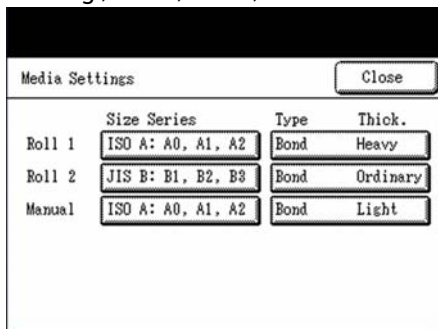 Media Settings Close
Size Series Type Thick.
Roll 1 ISO A: A0, A1, A2 Bond Heavy
Roll 2 JIS B: B1, B2, B3 Bond Ordinary
Manual ISO A: A0, A1, A2 Bond Light